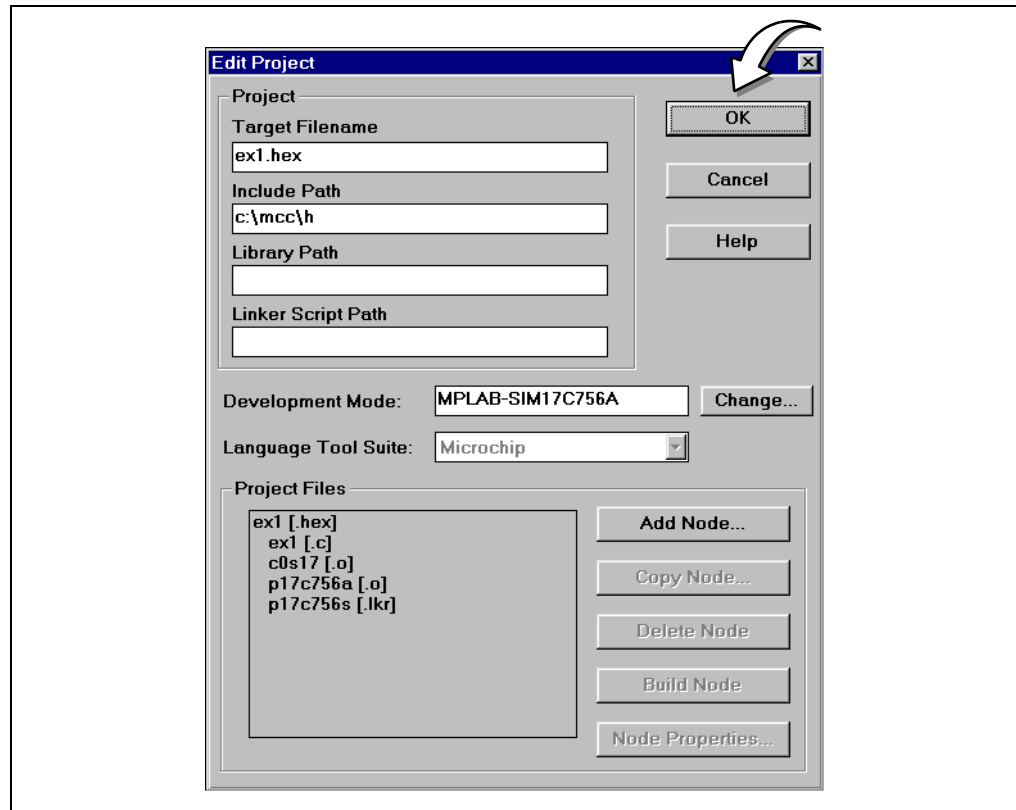 Edit Project
Project
Target Filename
ex1.hex
Include Path
c:\mcc\h
Library Path
Linker Script Path
OK
Cancel
Help
Development Mode:
MPLAB-SIM17C756A
Change...
Language Tool Suite:
Microchip
Project Files
ex1 [.hex]
ex1 [.c]
c0s17 [.o]
p17c756a [.o]
p17c756s [.lkr]
Add Node...
Copy Node...
Delete Node
Build Node
Node Properties...